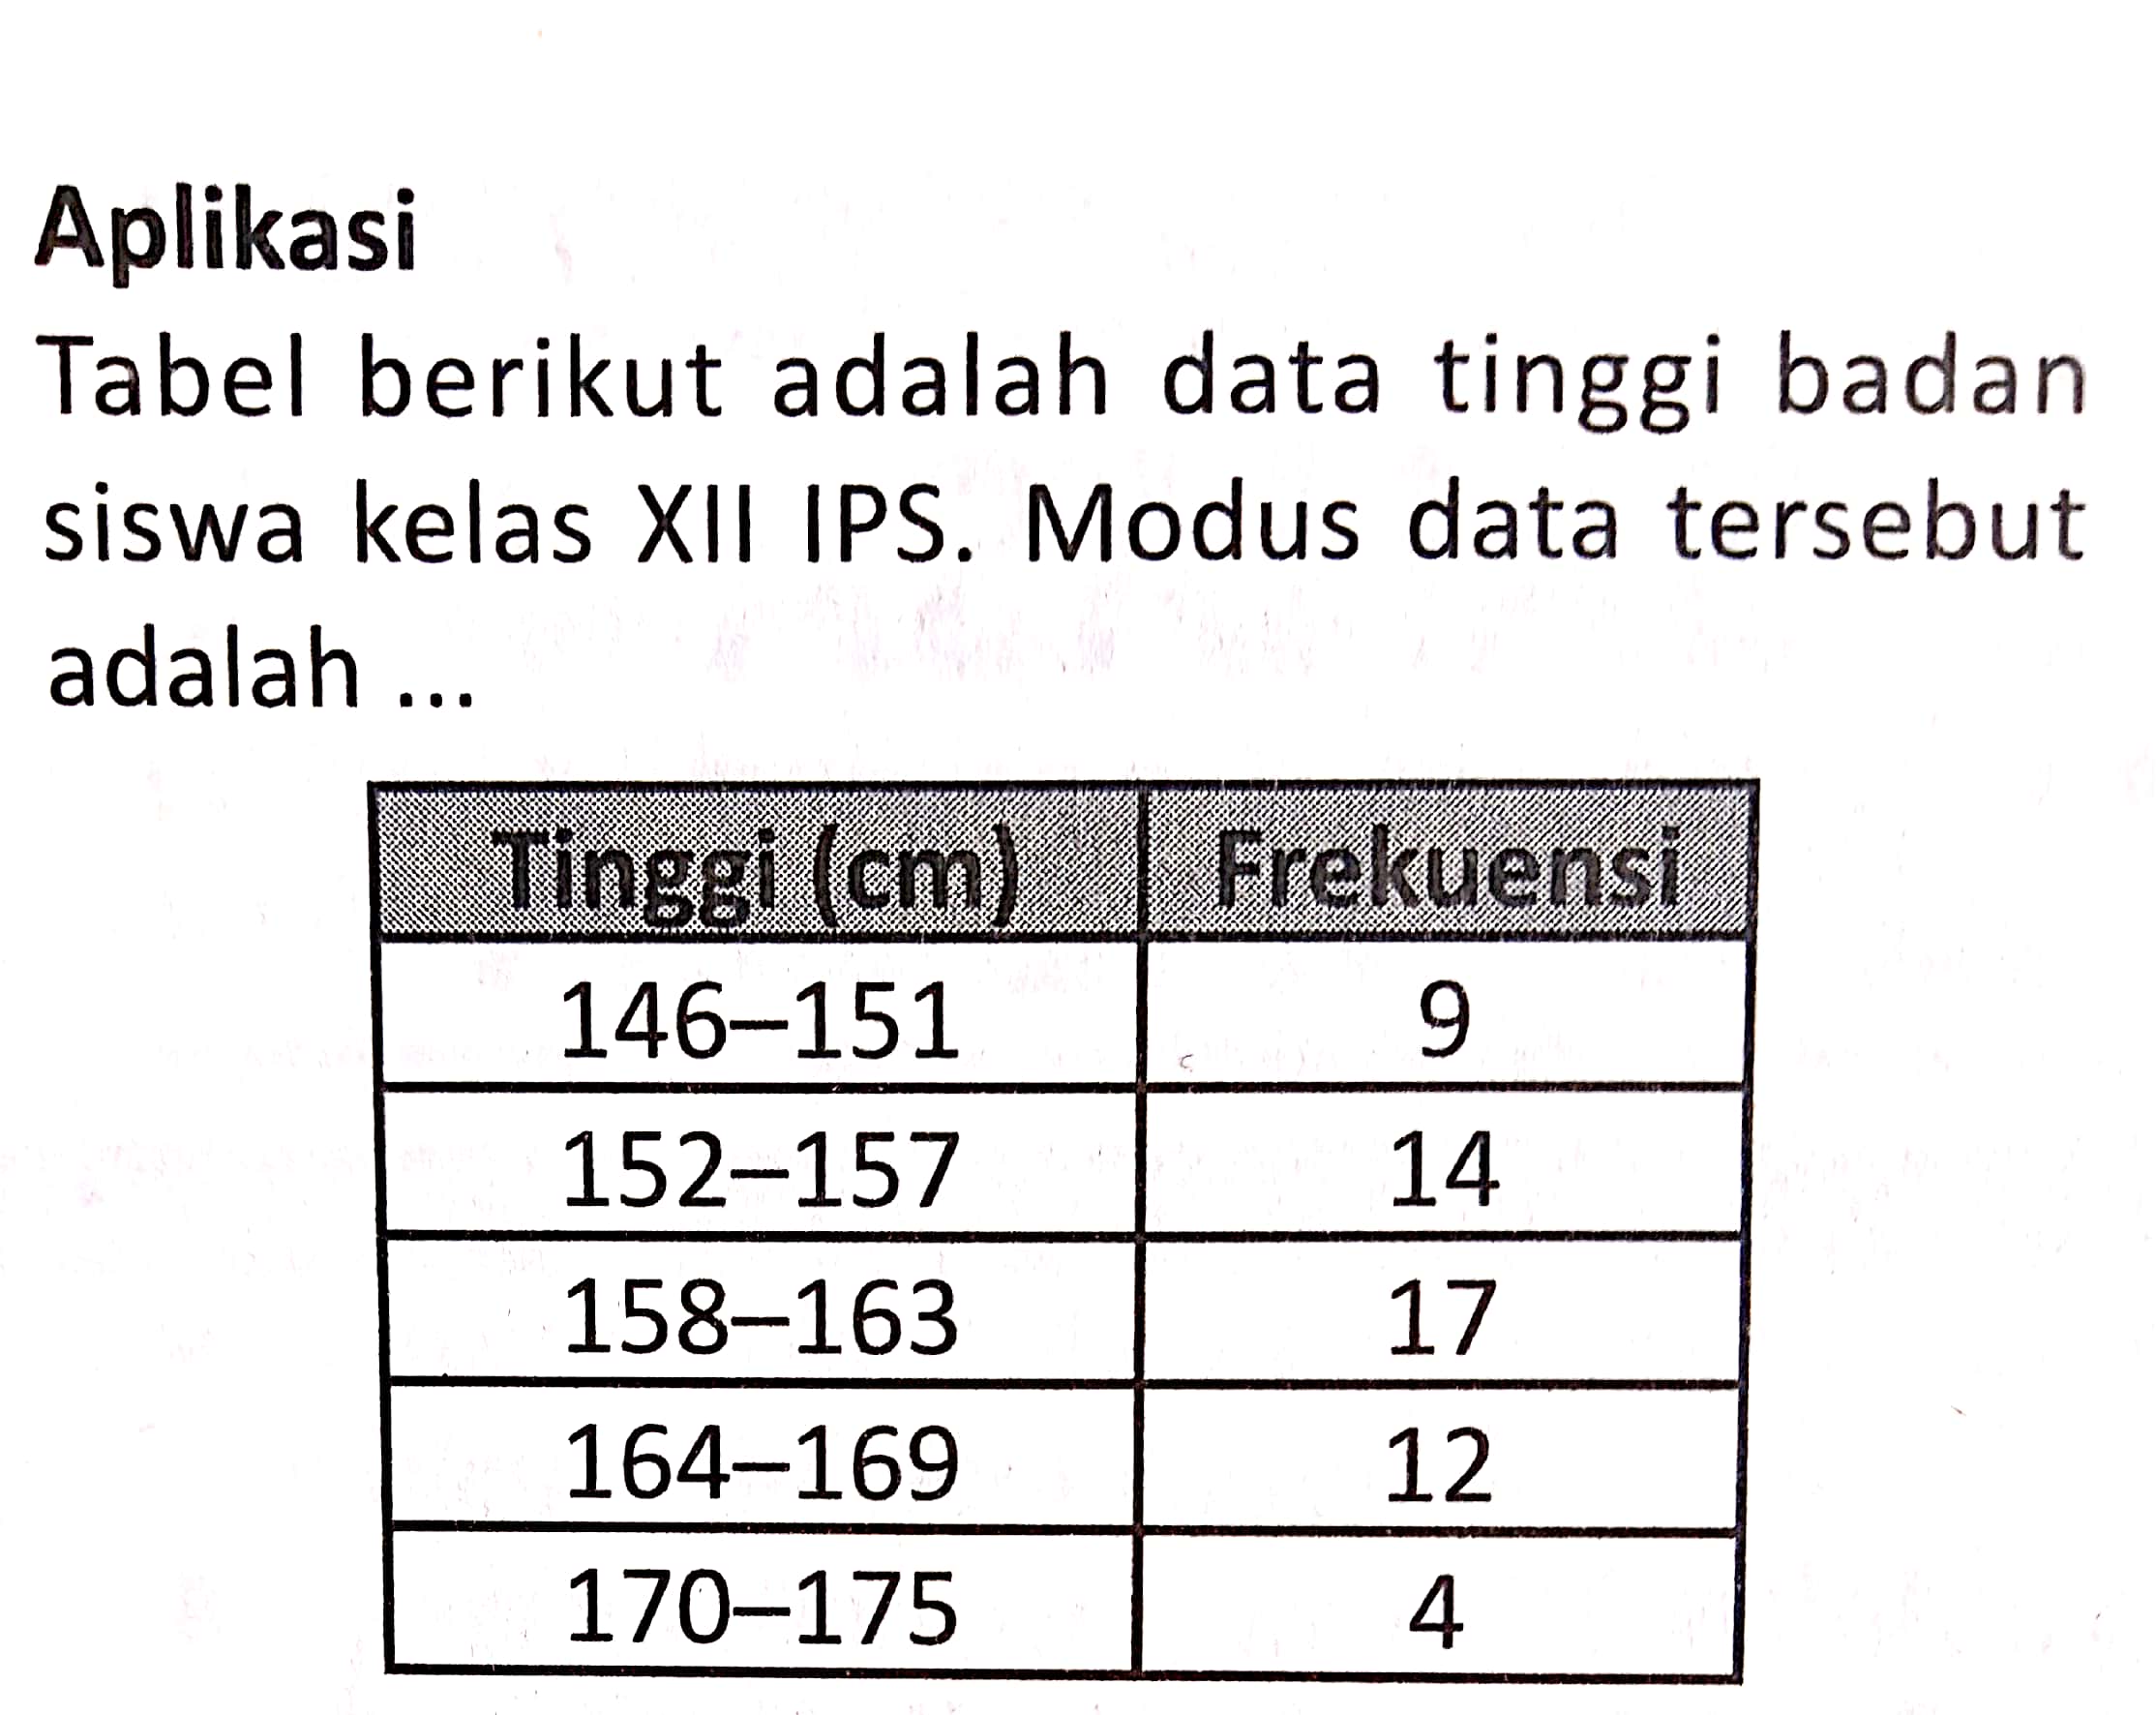 Aplikasi
Tabel berikut adalah data tinggi badan
siswa kelas XII IPS. Modus data tersebut
adalah ...
Tinggi (cm) Frekuensi
146–151 9
152–157 14
158–163 17
164–169 12
170–175 4